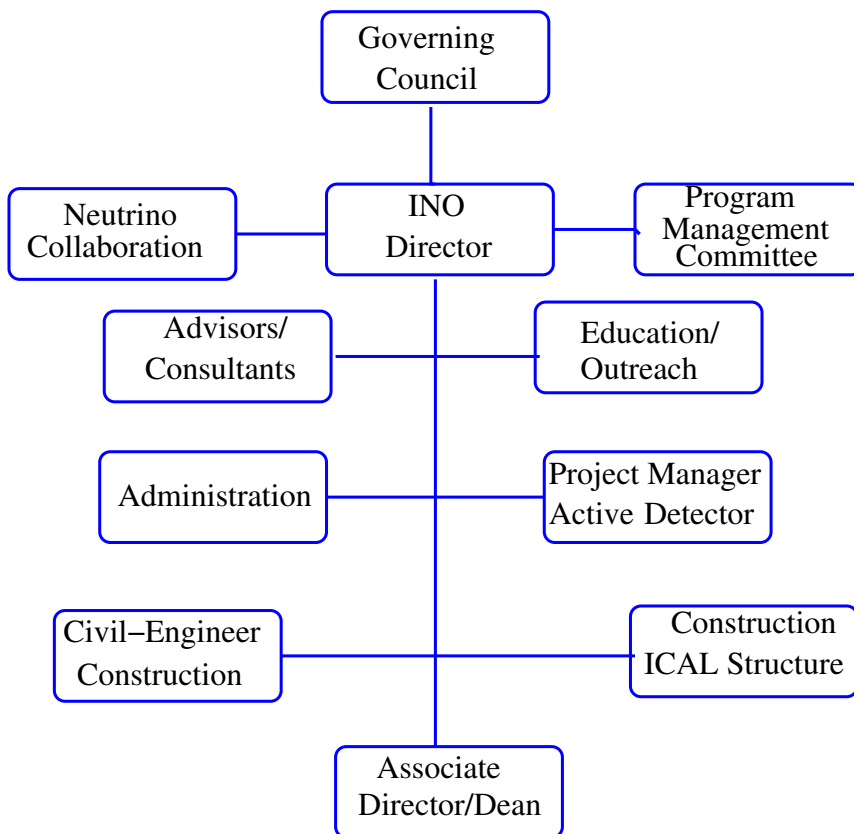 Governing
Council
Neutrino
Collaboration
INO
Director
Program
Management
Committee
Advisors/
Consultants
Education/
Outreach
Administration
Project Manager
Active Detector
Civil−Engineer
Construction
Construction
ICAL Structure
Associate
Director/Dean